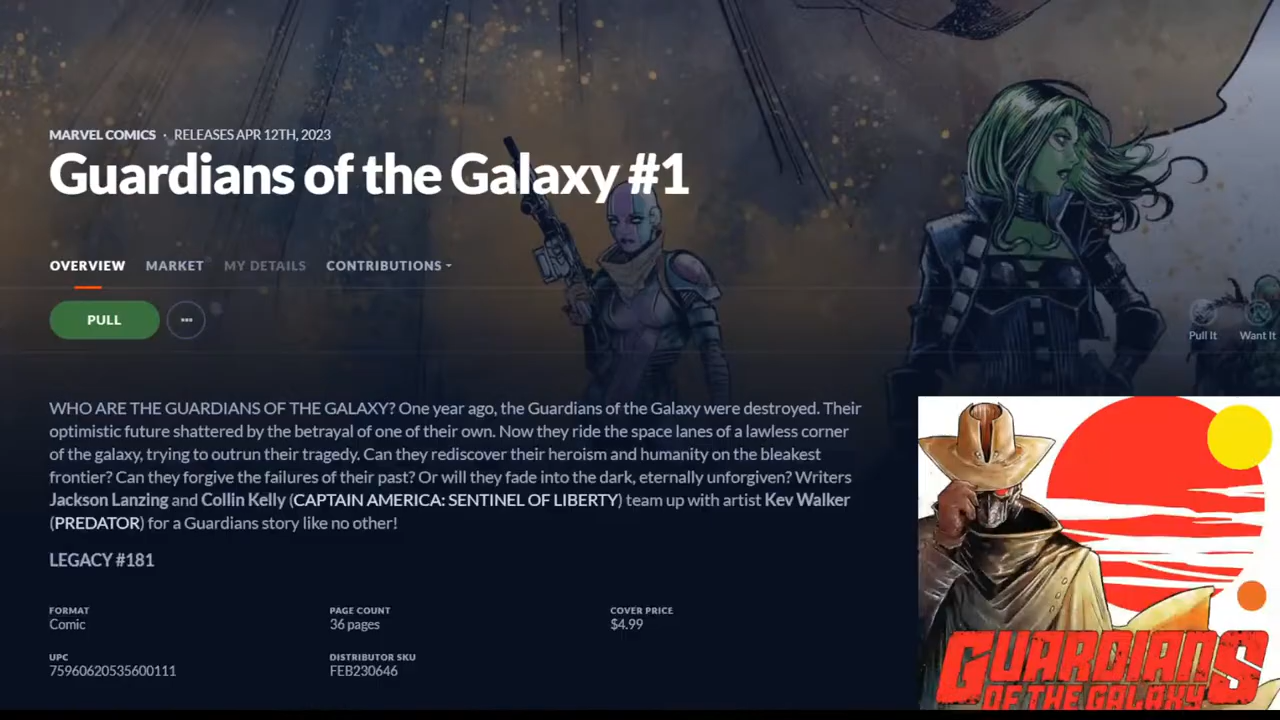 MARVEL COMICS · RELEASES APR 12TH, 2023
Guardians of the Galaxy #1
OVERVIEW MARKET MY DETAILS CONTRIBUTIONS
PULL
Pull It Want It
WHO ARE THE GUARDIANS OF THE GALAXY? One year ago, the Guardians of the Galaxy were destroyed. Their
optimistic future shattered by the betrayal of one of their own. Now they ride the space lanes of a lawless corner
of the galaxy, trying to outrun their tragedy. Can they rediscover their heroism and humanity on the bleakest
frontier? Can they forgive the failures of their past? Or will they fade into the dark, eternally unforgiven? Writers
Jackson Lanzing and Collin Kelly (CAPTAIN AMERICA: SENTINEL OF LIBERTY) team up with artist Kev Walker
(PREDATOR) for a Guardians story like no other!
LEGACY #181
FORMAT PAGE COUNT COVER PRICE
Comic 36 pages $4.99
UPC DISTRIBUTOR SKU
75960620535600111 FEB230646
GUARDIANS
OF THE GALAXY